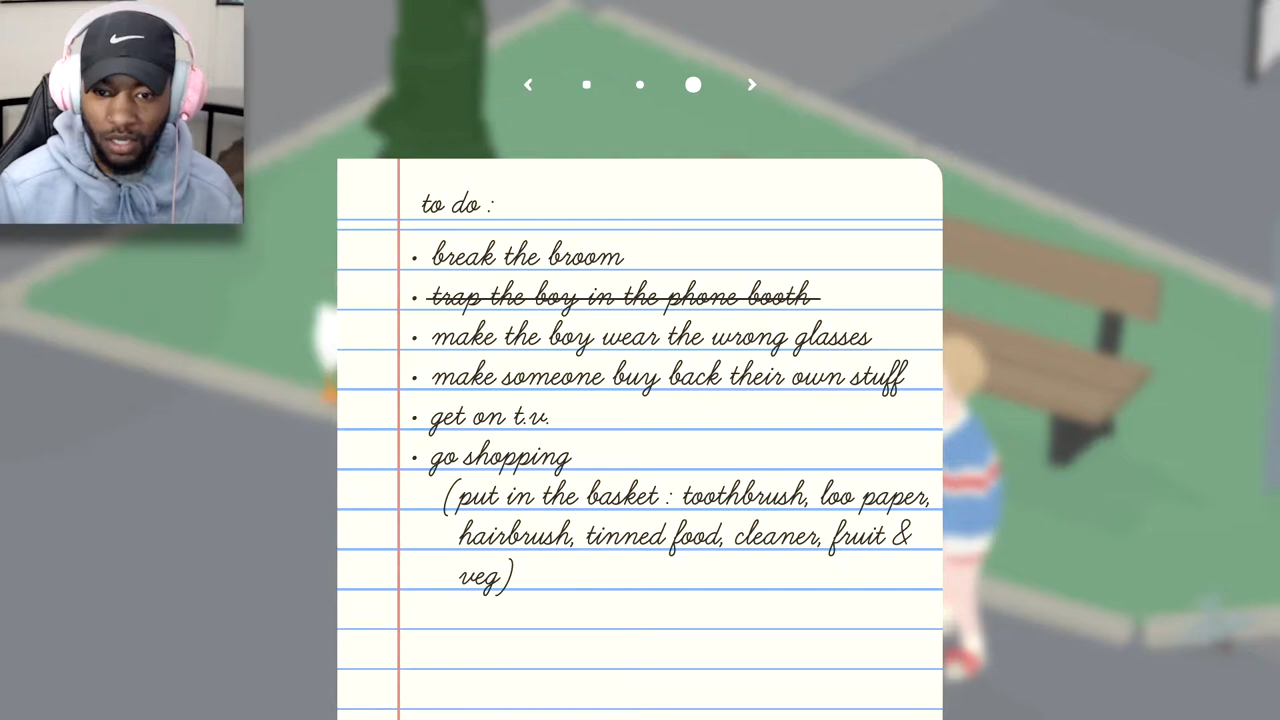 to do :
• break the broom
• trap the boy in the phone booth
• make the boy wear the wrong glasses
• make someone buy back their own stuff
• get on t.v.
• go shopping
(put in the basket : toothbrush, loo paper,
hairbrush, tinned food, cleaner, fruit &
veg)